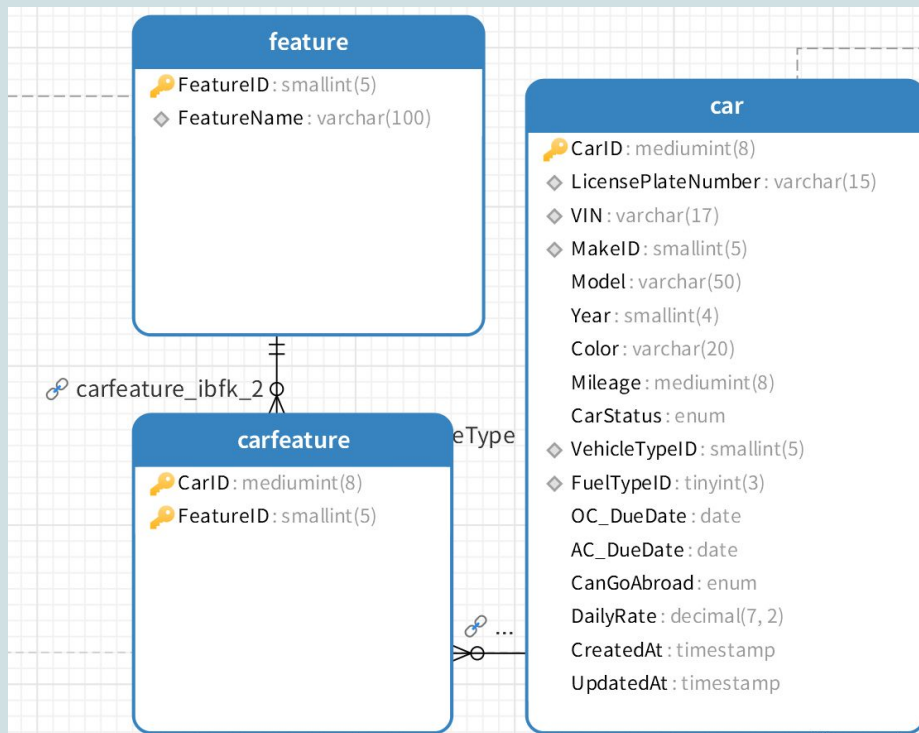 feature
FeatureID : smallint(5)
FeatureName : varchar(100)
carfeature_ibfk_2
eType
carfeature
CarID : mediumint(8)
FeatureID : smallint(5)
...
car
CarID : mediumint(8)
LicensePlateNumber : varchar(15)
VIN : varchar(17)
MakeID : smallint(5)
Model : varchar(50)
Year : smallint(4)
Color : varchar(20)
Mileage : mediumint(8)
CarStatus : enum
VehicleTypeID : smallint(5)
FuelTypeID : tinyint(3)
OC_DueDate : date
AC_DueDate : date
CanGoAbroad : enum
DailyRate : decimal(7, 2)
CreatedAt : timestamp
UpdatedAt : timestamp